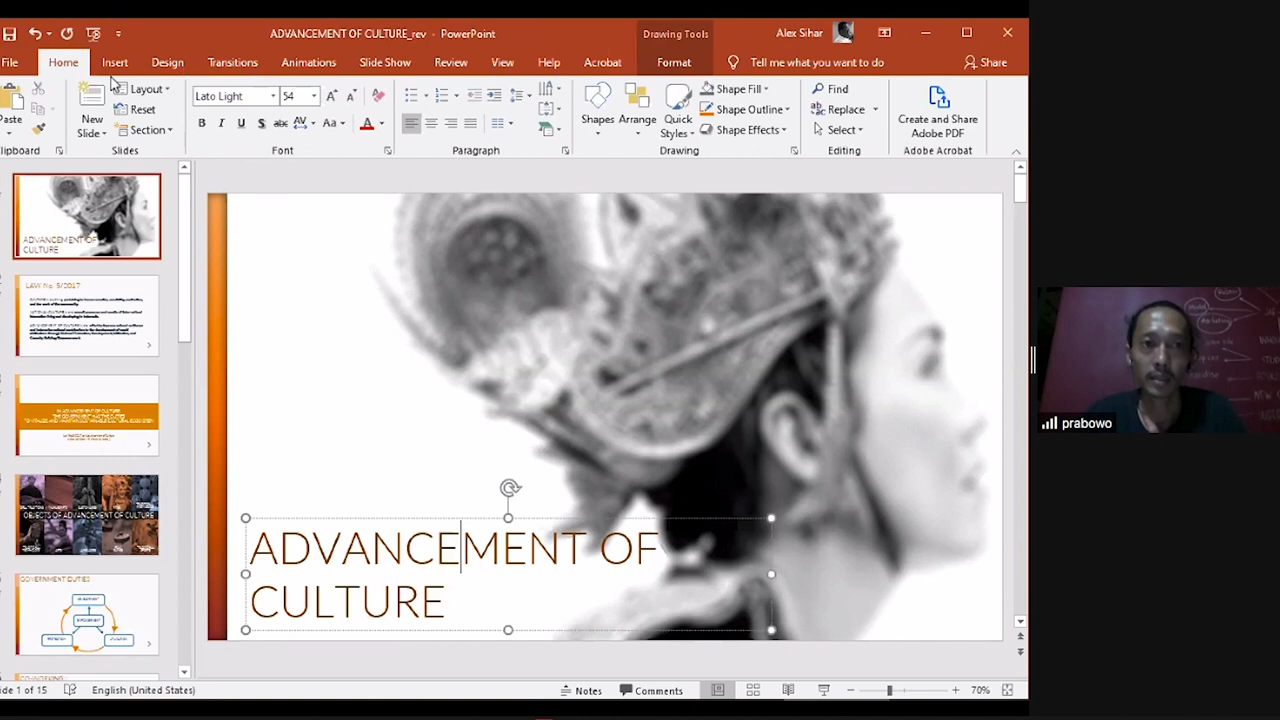 ADVANCEMENT OF CULTURE_rev - PowerPoint
Drawing Tools
Alex Sihar
File
Home
Insert
Design
Transitions
Animations
Slide Show
Review
View
Help
Acrobat
Format
Tell me what you want to do
Share
Paste
New
Slide
Layout
Reset
Section
Lato Light
54
B I U S abc AV Aa A
Shapes
Arrange
Quick
Styles
Shape Fill
Shape Outline
Shape Effects
Find
Replace
Select
Create and Share
Adobe PDF
lipboard
Slides
Font
Paragraph
Drawing
Editing
Adobe Acrobat
ADVANCEMENT OF
CULTURE
LAW No. 5/2017
OBJECTS OF ADVANCEMENT OF CULTURE
GOVERNMENT DUTIES
ADVANCEMENT OF
CULTURE
prabowo
ide 1 of 15
English (United States)
Notes
Comments
70%